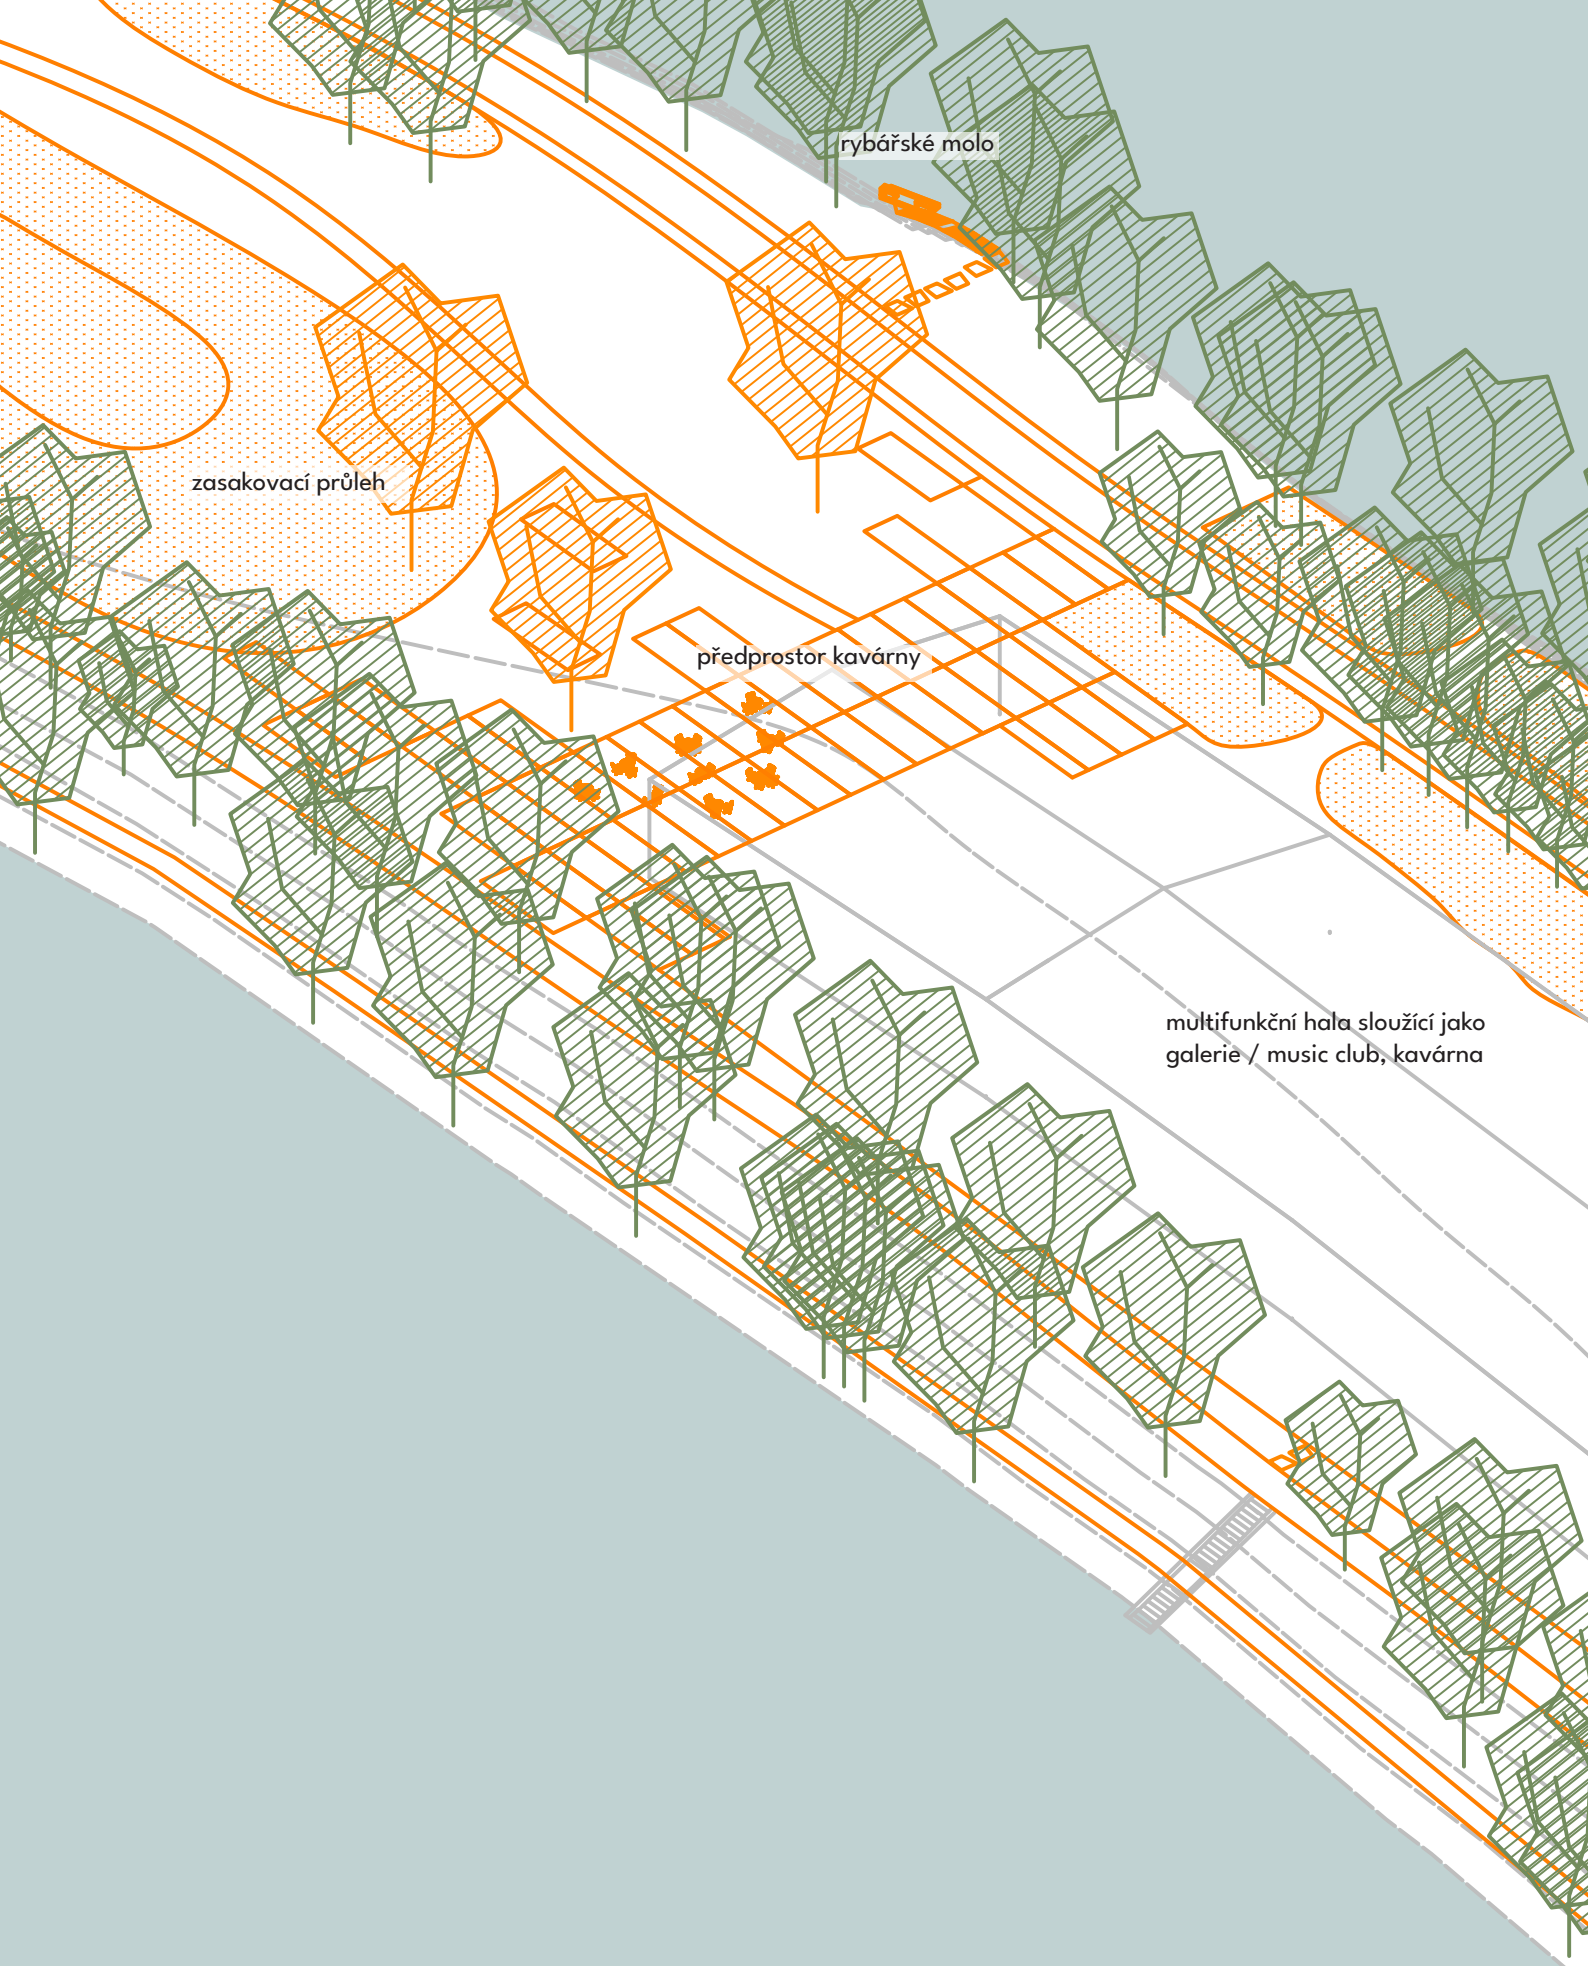 rybářské molo
zasakovací průleh
předprostor kavárny
multifunkční hala sloužící jako
galerie / music club, kavárna